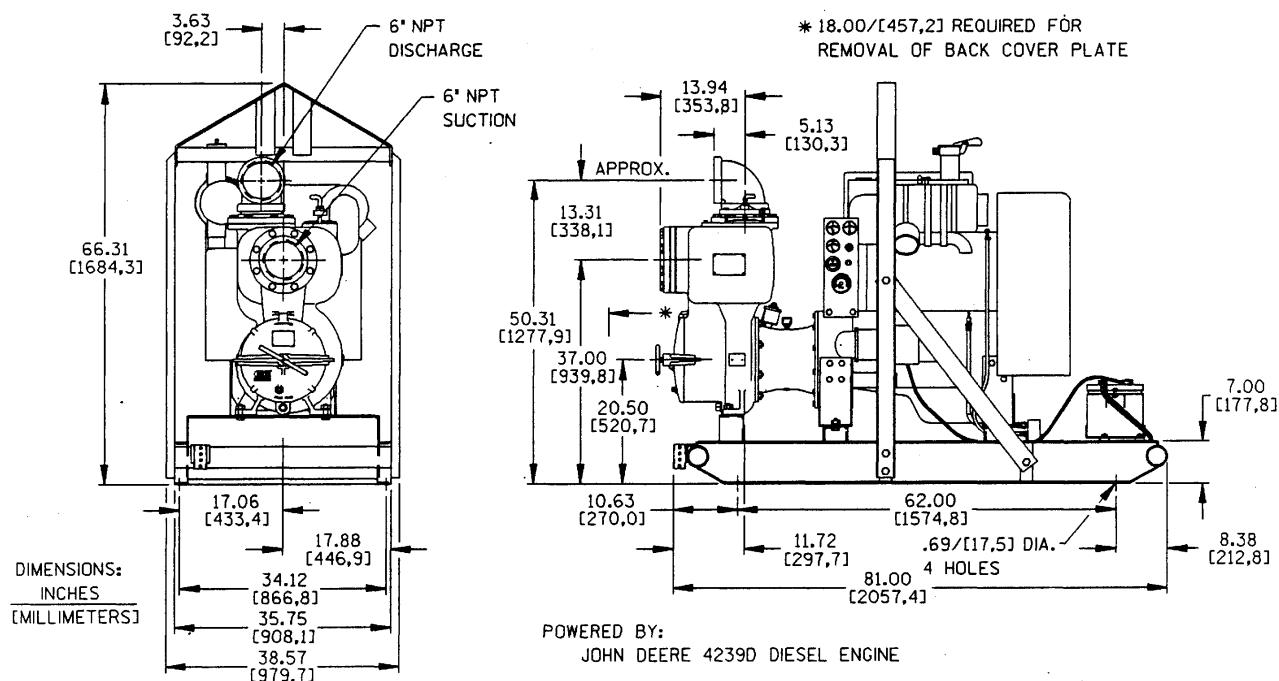 3.63
[92,2]
6" NPT
DISCHARGE
6" NPT
SUCTION
66.31
[1684,3]
17.06
[433,4]
17.88
[446,9]
34.12
[866,8]
35.75
[908,1]
38.57
[979,7]
DIMENSIONS:
INCHES
[MILLIMETERS]
* 18.00/[457,2] REQUIRED FOR
REMOVAL OF BACK COVER PLATE
13.94
[353,8]
5.13
[130,3]
APPROX.
13.31
[338,1]
*
50.31
[1277,9]
37.00
[939,8]
20.50
[520,7]
7.00
[177,8]
10.63
[270,0]
62.00
[1574,8]
11.72
[297,7]
.69/[17,5] DIA.
4 HOLES
8.38
[212,8]
81.00
[2057,4]
POWERED BY:
JOHN DEERE 4239D DIESEL ENGINE